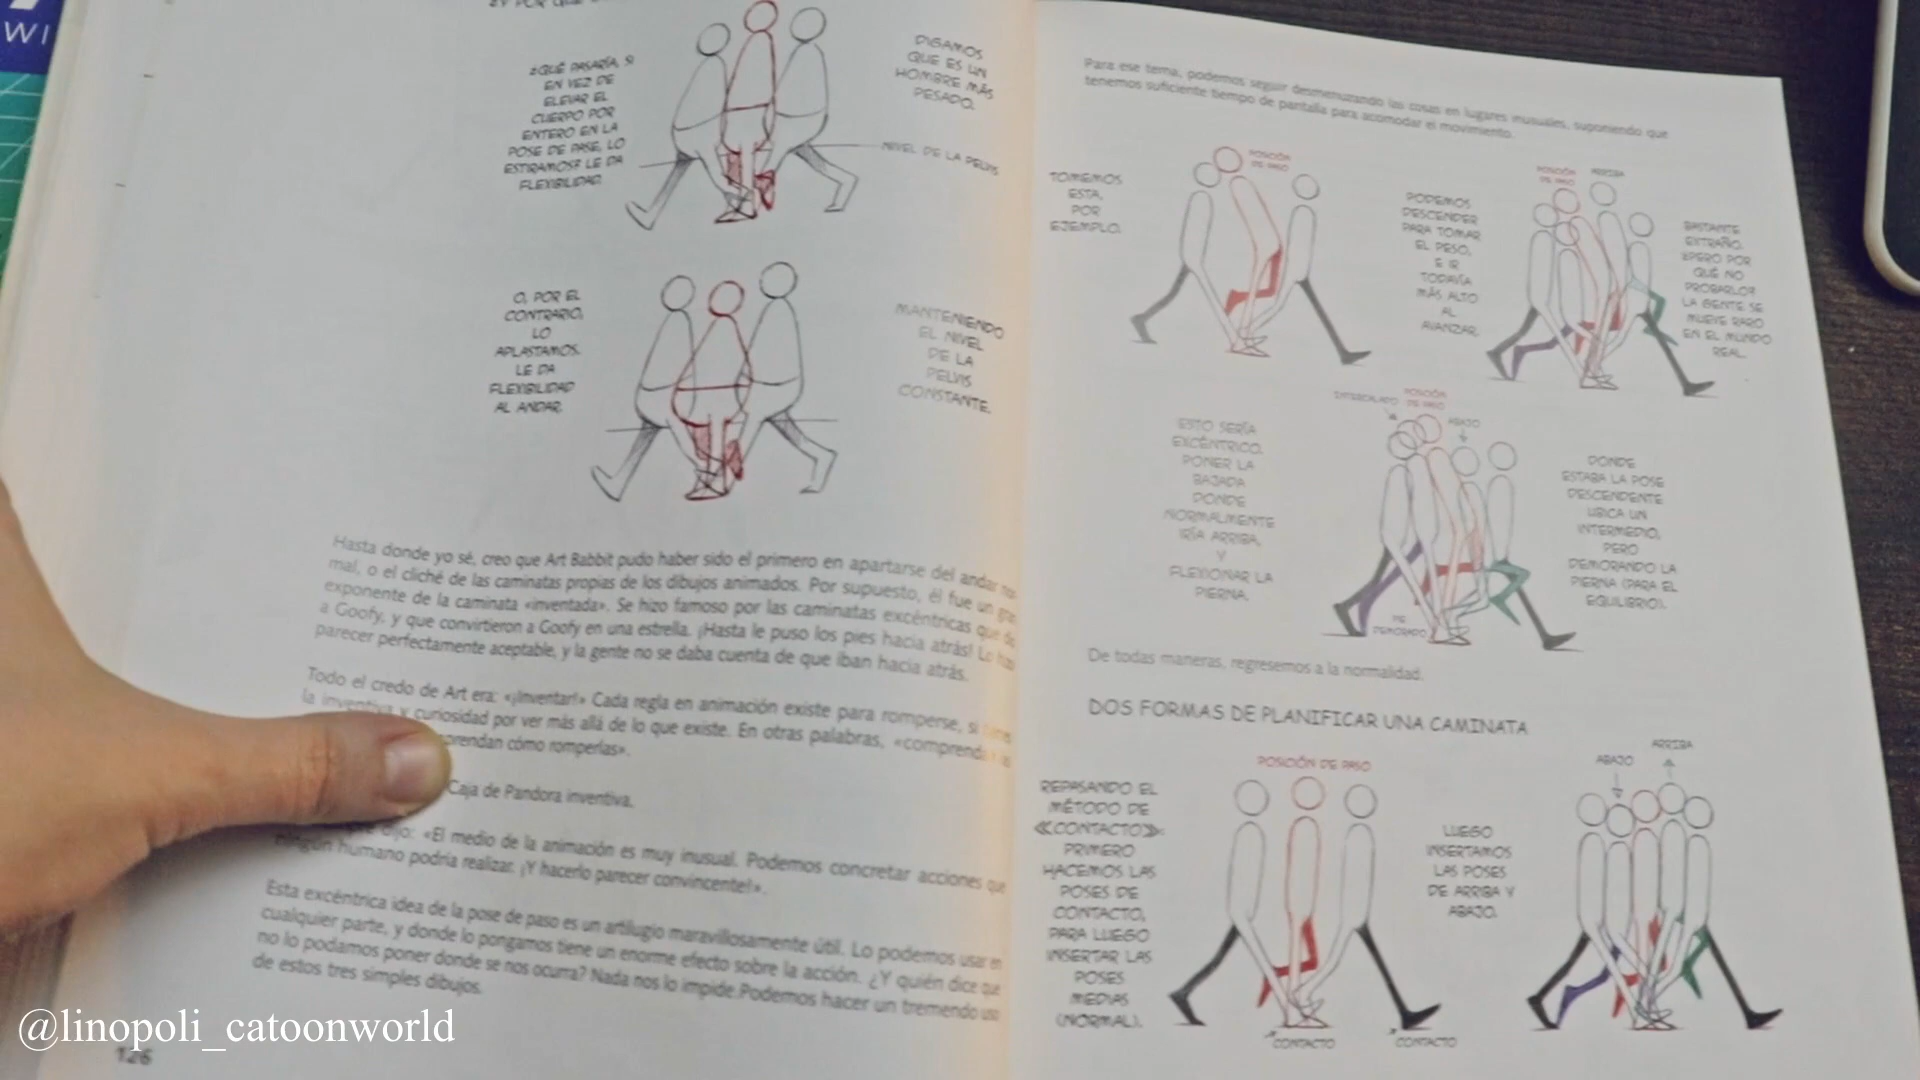 WI
¿QUÉ PASARÍA, SI
EN VEZ DE
ELEVAR EL
CUERPO POR
ENTERO EN LA
POSE DE PASE, LO
ESTIRAMOS? LE DA
FLEXIBILIDAD.
DIGAMOS
QUE ES UN
HOMBRE MÁS
PESADO.
NIVEL DE LA PELVIS
O, POR EL
CONTRARIO,
LO
APLASTAMOS.
LE DA
FLEXIBILIDAD
AL ANDAR.
MANTENIENDO
EL NIVEL
DE LA
PELVIS
CONSTANTE.
Hasta donde yo sé, creo que Art Babbit pudo haber sido el primero en apartarse del andar
mal, o el cliché de las caminatas propias de los dibujos animados. Por supuesto, él fue un gran
exponente de la caminata «inventada». Se hizo famoso por las caminatas excéntricas que
a Goofy, y que convirtieron a Goofy en una estrella. ¡Hasta le puso los pies hacia atrás! Lo hizo
parecer perfectamente aceptable, y la gente no se daba cuenta de que iban hacia atrás.
Todo el credo de Art era: «¡Inventar!» Cada regla en animación existe para romperse, si
la inventiva y curiosidad por ver más allá de lo que existe. En otras palabras, «comprendan
cómo romperlas».
Caja de Pandora inventiva.
dijo: «El medio de la animación es muy inusual. Podemos concretar acciones que
ningún humano podría realizar. ¡Y hacerlo parecer convincente!».
Esta excéntrica idea de la pose de paso es un artilugio maravillosamente útil. Lo podemos usar en
cualquier parte, y donde lo pongamos tiene un enorme efecto sobre la acción. ¿Y quién dice que
no lo podamos poner donde se nos ocurra? Nada nos lo impide. Podemos hacer un tremendo uso
de estos tres simples dibujos.
126
@linopoli_catoonworld
Para ese tema, podemos seguir desmenuzando las cosas en lugares inusuales, suponiendo que
tenemos suficiente tiempo de pantalla para acomodar el movimiento.
TOMEMOS
ESTA,
POR
EJEMPLO.
POSICIÓN
DE PASO
PODEMOS
DESCENDER
PARA TOMAR
EL PESO,
E IR
TODAVÍA
MÁS ALTO
AL
AVANZAR.
POSICIÓN
DE PASO
ARRIBA
BASTANTE
EXTRAÑO.
¿PERO POR
QUÉ NO
PROBARLO?
LA GENTE SE
MUEVE RARO
EN EL MUNDO
REAL.
ESTO SERÍA
EXCÉNTRICO.
PONER LA
BAJADA
DONDE
NORMALMENTE
IRÍA ARRIBA,
Y
FLEXIONAR LA
PIERNA.
INTERCALADO
POSICIÓN
DE PASO
ABAJO
PIE
DEMORADO
DONDE
ESTABA LA POSE
DESCENDENTE
UBICA UN
INTERMEDIO,
PERO
DEMORANDO LA
PIERNA (PARA EL
EQUILIBRIO).
De todas maneras, regresemos a la normalidad.
DOS FORMAS DE PLANIFICAR UNA CAMINATA
REPASANDO EL
MÉTODO DE
«CONTACTO»:
PRIMERO
HACEMOS LAS
POSES DE
CONTACTO,
PARA LUEGO
INSERTAR LAS
POSES
MEDIAS
(NORMAL).
POSICIÓN DE PASO
CONTACTO
CONTACTO
LUEGO
INSERTAMOS
LAS POSES
DE ARRIBA Y
ABAJO.
ABAJO
ARRIBA